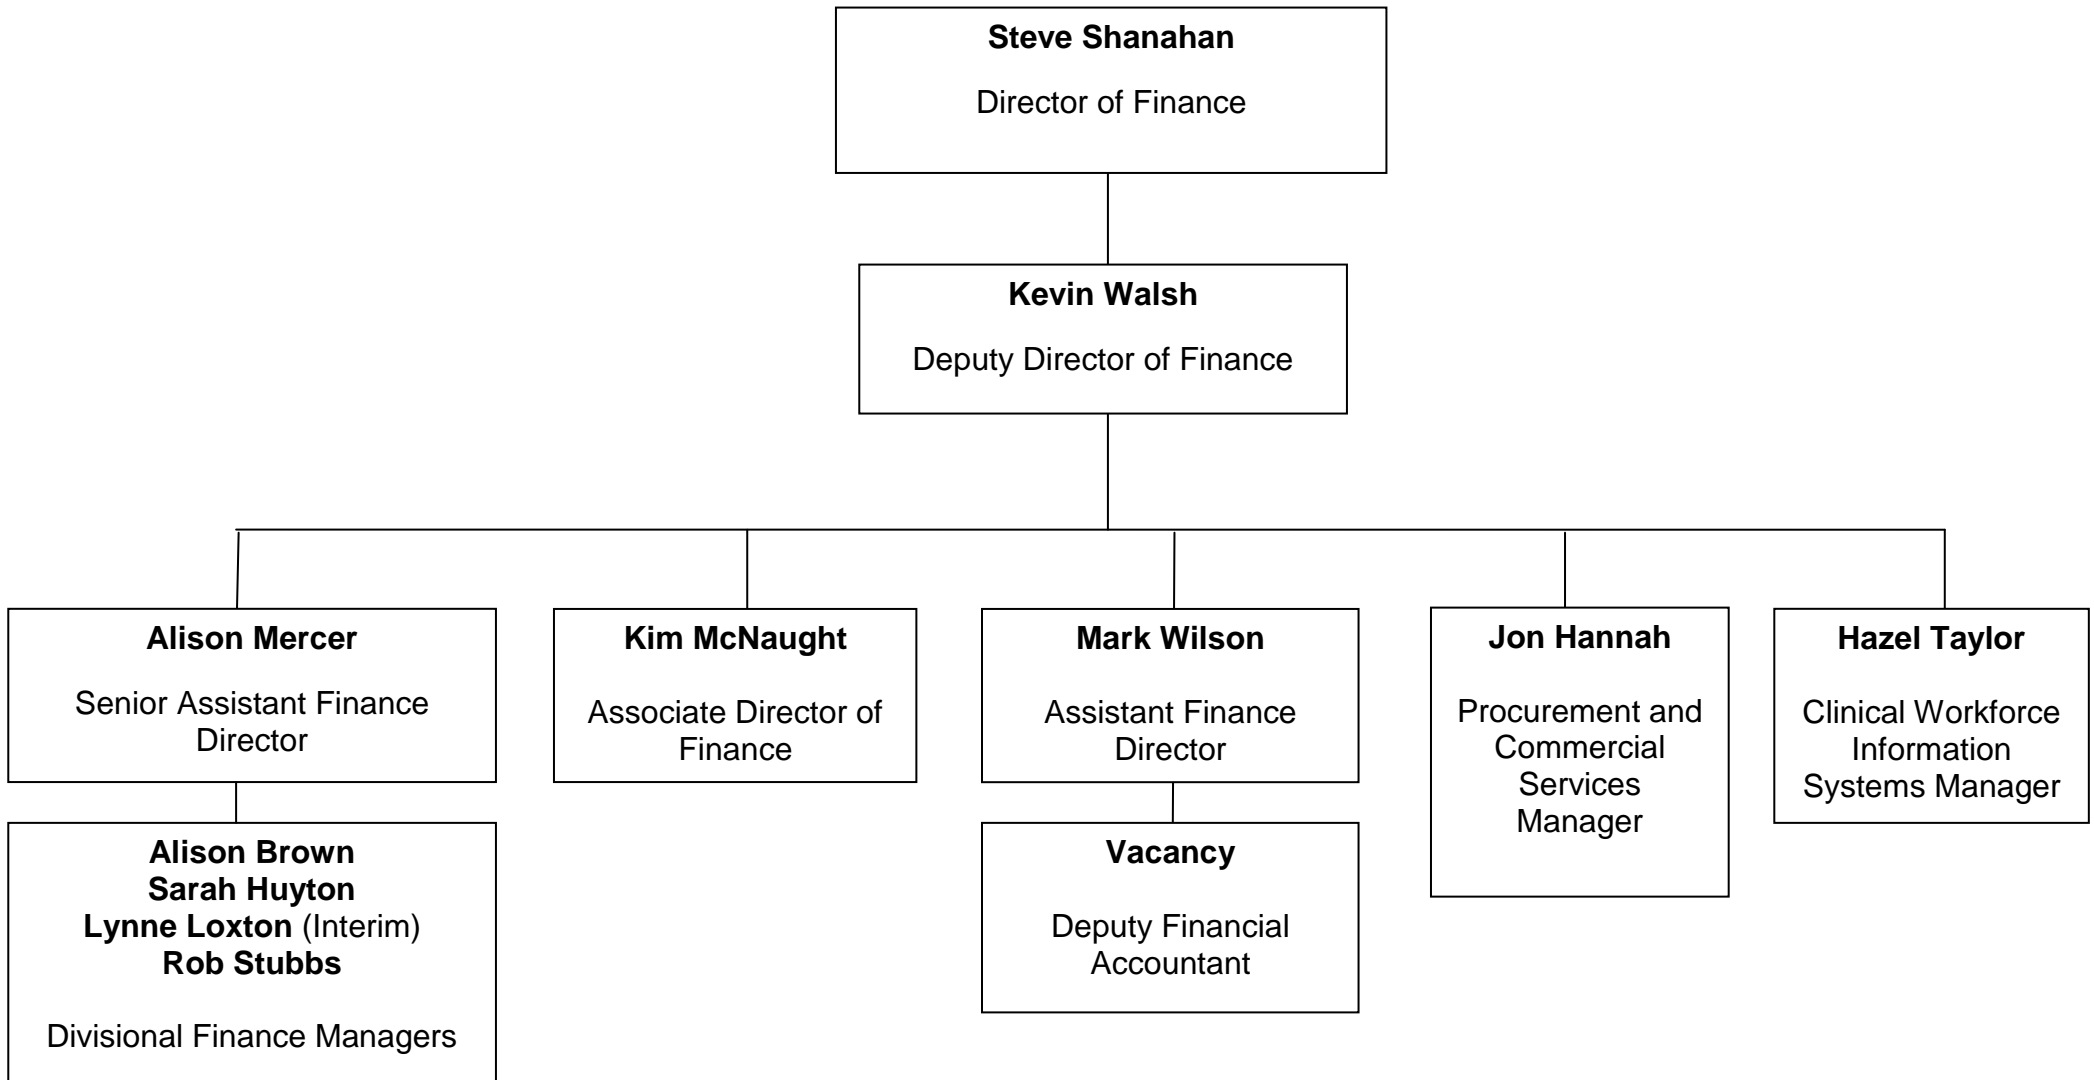 Steve Shanahan
Director of Finance
Kevin Walsh
Deputy Director of Finance
Alison Mercer
Senior Assistant Finance
Director
Kim McNaught
Associate Director of
Finance
Mark Wilson
Assistant Finance
Director
Jon Hannah
Procurement and
Commercial
Services
Manager
Hazel Taylor
Clinical Workforce
Information
Systems Manager
Alison Brown
Sarah Huyton
Lynne Loxton (Interim)
Rob Stubbs
Divisional Finance Managers
Vacancy
Deputy Financial
Accountant